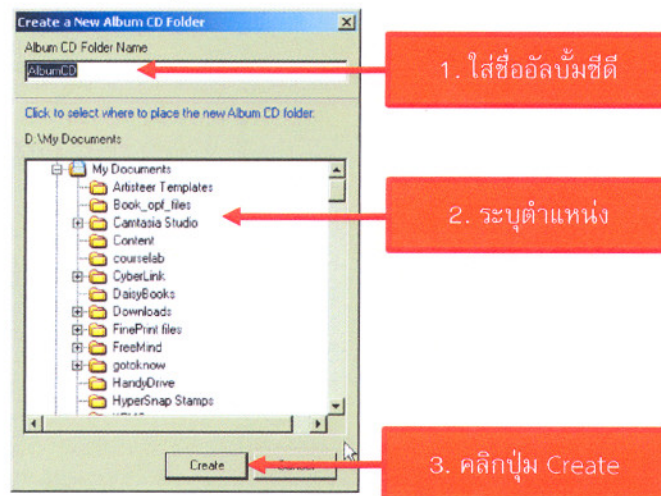 Create a New Album CD Folder
Album CD Folder Name
AlbumCD
1. ใส่ชื่ออัลบั้มซีดี
Click to select where to place the new Album CD folder.
D:\My Documents
My Documents
Artisteer Templates
Book_opf_files
Camtasia Studio
2. ระบุตำแหน่ง
Content
courselab
CyberLink
DaisyBooks
Downloads
FinePrint files
FreeMind
gotoknow
HandyDrive
HyperSnap Stamps
Create
3. คลิกปุ่ม Create